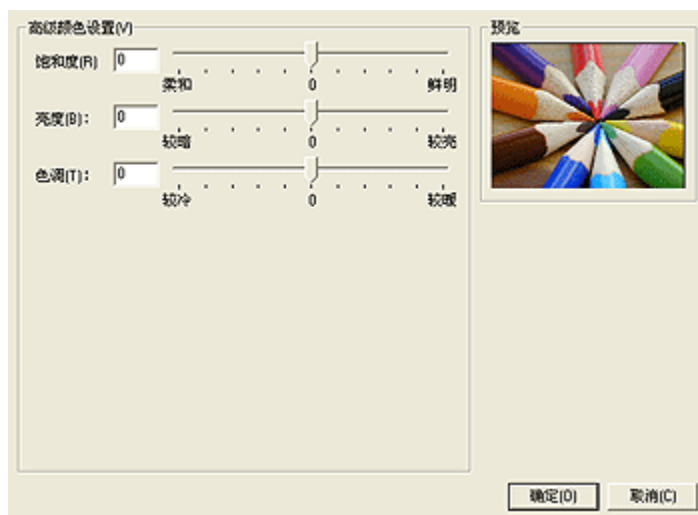 高级颜色设置(V)
饱和度(R) 0
柔和 0 鲜明
亮度(B): 0
较暗 0 较亮
色调(T): 0
较冷 0 较暖
预览
确定(O) 取消(C)